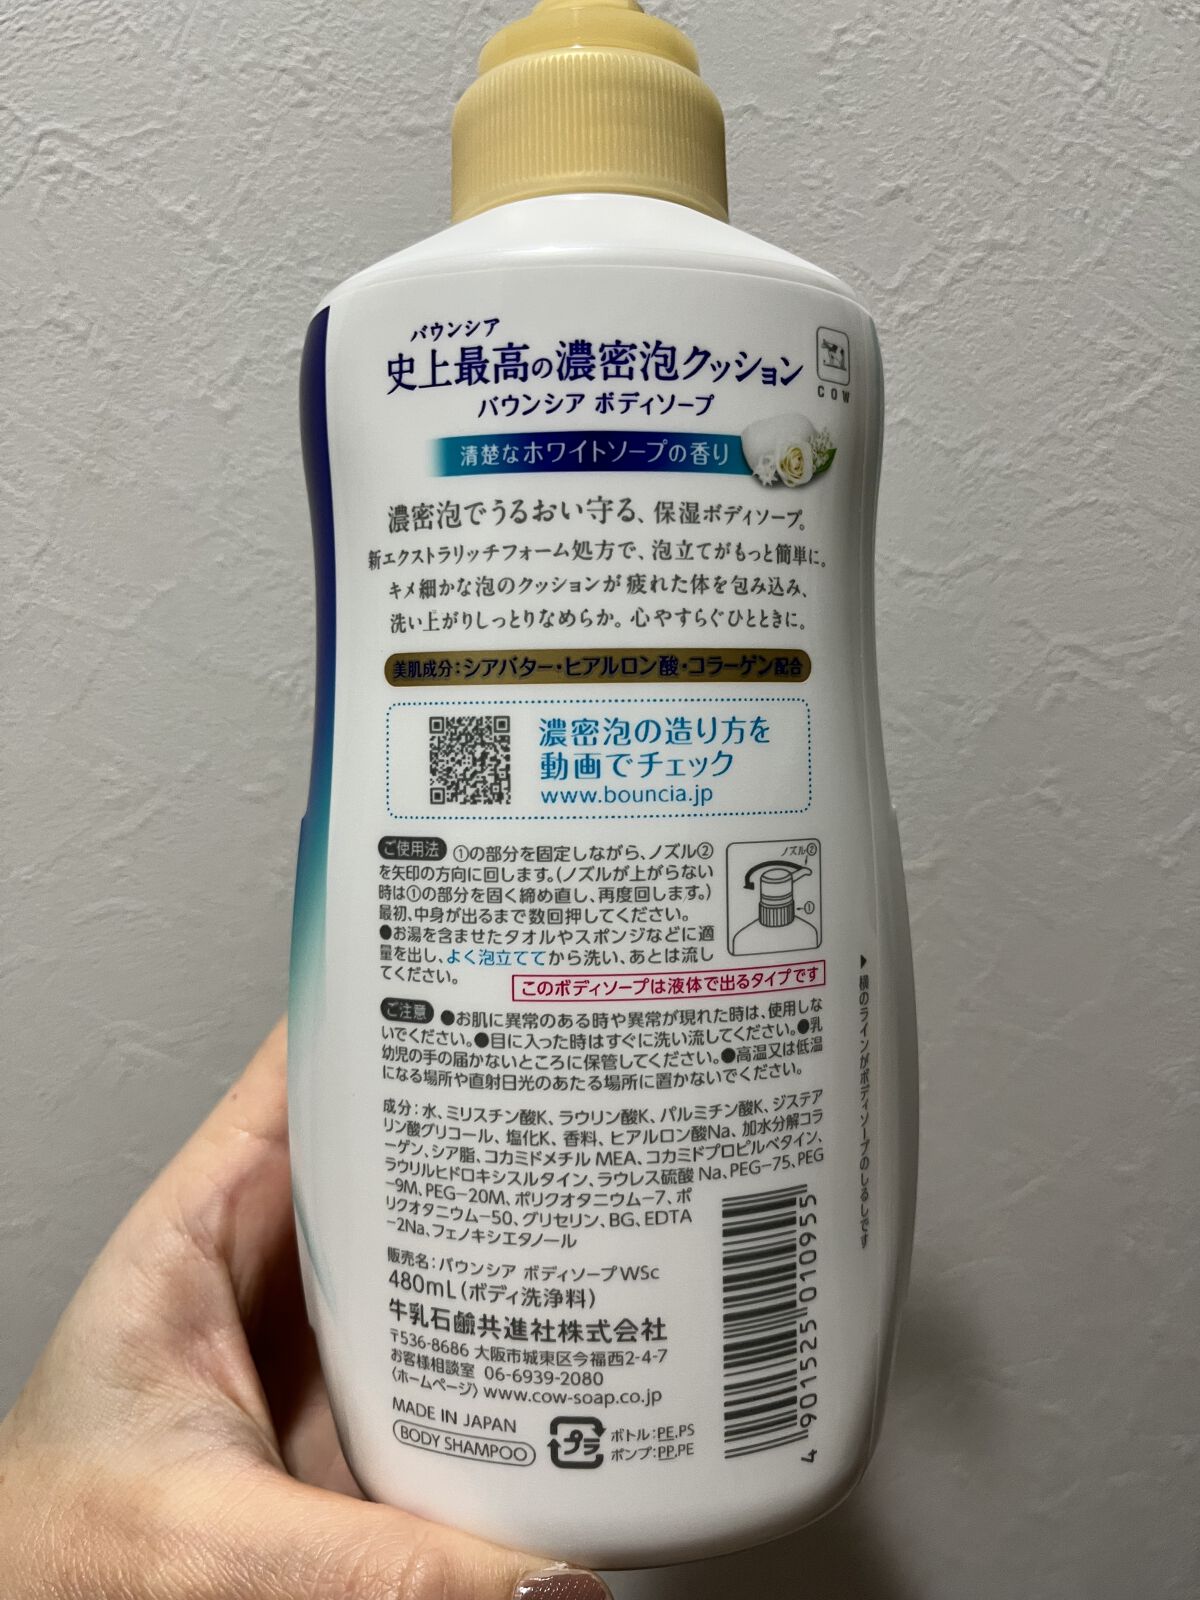 バウンシア
史上最高の濃密泡クッション
COW
バウンシア ボディソープ
清楚なホワイトソープの香り
濃密泡でうるおい守る、保湿ボディソープ。
新エクストラリッチフォーム処方で、泡立てがもっと簡単に。
キメ細かな泡のクッションが疲れた体を包み込み、
洗い上がりしっとりなめらか。心やすらぐひとときに。
美肌成分:シアバター・ヒアルロン酸・コラーゲン配合
濃密泡の造り方を
動画でチェック
www.bouncia.jp
ご使用法 ①の部分を固定しながら、ノズル②
を矢印の方向に回します。(ノズルが上がらない
時は①の部分を固く締め直し、再度回します。)
最初、中身が出るまで数回押してください。
●お湯を含ませたタオルやスポンジなどに適
量を出し、よく泡立ててから洗い、あとは流し
てください。
ノズル②
①
このボディソープは液体で出るタイプです
ご注意 ●お肌に異常のある時や異常が現れた時は、使用しな
いでください。●目に入った時はすぐに洗い流してください。●乳
幼児の手の届かないところに保管してください。●高温又は低温
になる場所や直射日光のあたる場所に置かないでください。
成分:水、ミリスチン酸K、ラウリン酸K、パルミチン酸K、ジステア
リン酸グリコール、塩化K、香料、ヒアルロン酸Na、加水分解コラ
ーゲン、シア脂、コカミドメチルMEA、コカミドプロピルベタイン、
ラウリルヒドロキシスルタイン、ラウレス硫酸Na、PEG-75、PEG
-9M、PEG-20M、ポリクオタニウム-7、ポ
リクオタニウム-50、グリセリン、BG、EDTA
-2Na、フェノキシエタノール
販売名:バウンシア ボディソープWSc
480mL(ボディ洗浄料)
牛乳石鹼共進社株式会社
〒536-8686 大阪市城東区今福西2-4-7
お客様相談室 06-6939-2080
〈ホームページ〉www.cow-soap.co.jp
MADE IN JAPAN
BODY SHAMPOO
プラ
ボトル:PE,PS
ポンプ:PP,PE
4901525010955
▶横のラインがボディソープのしるしです